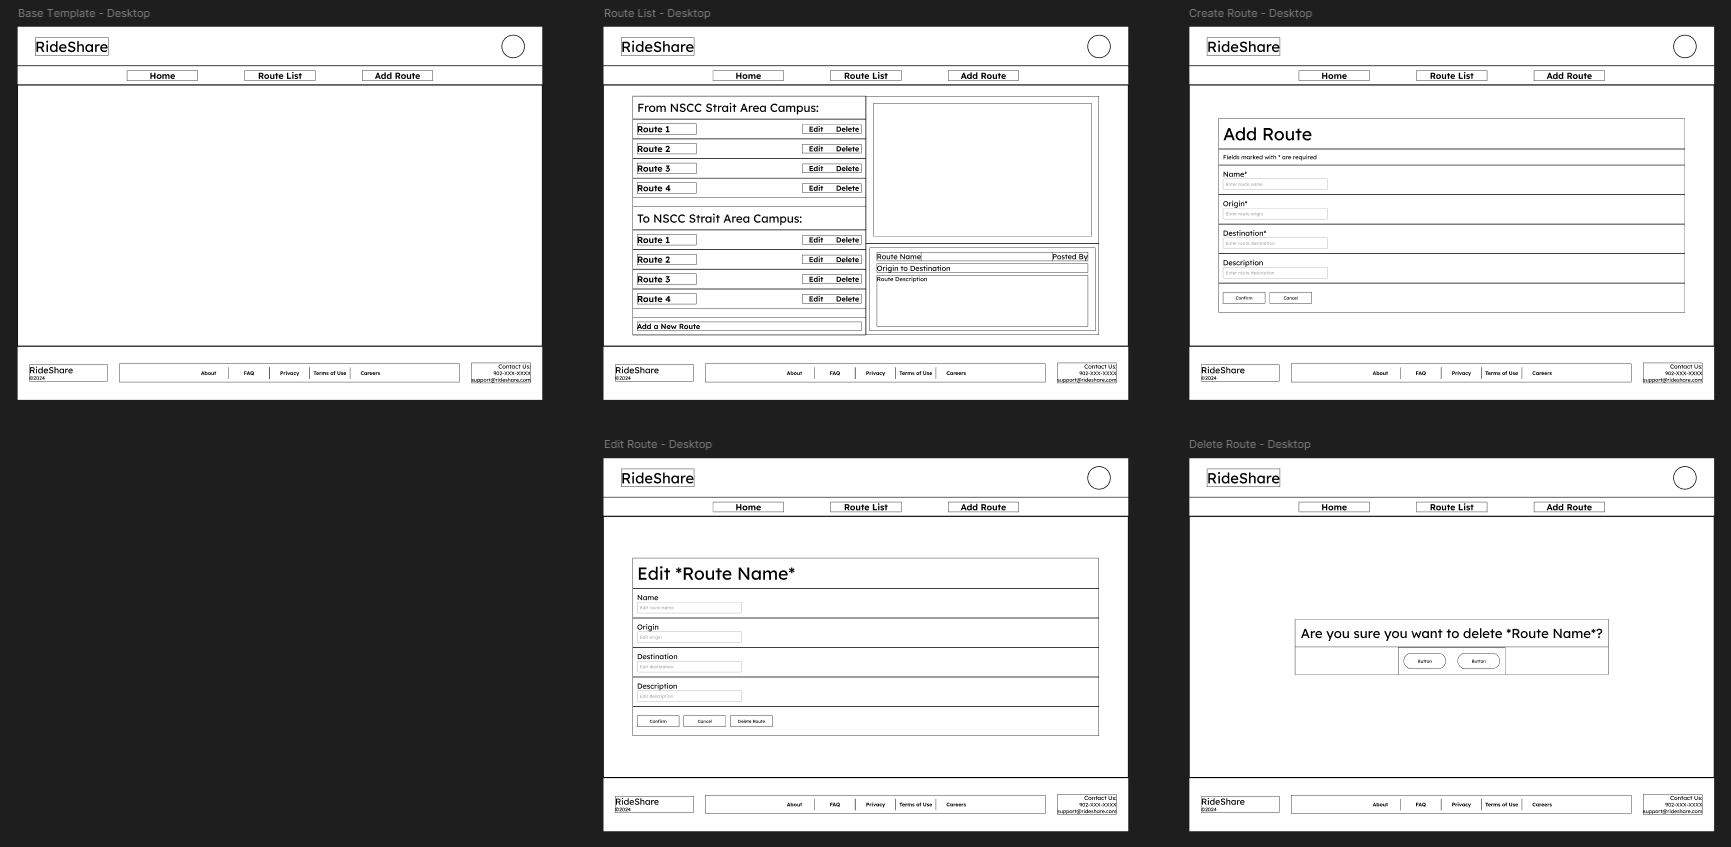 Base Template - Desktop
RideShare
Home Route List Add Route
RideShare
©2024
About FAQ Privacy Terms of Use Careers
Contact Us:
902-XXX-XXXX
support@rideshare.com
Route List - Desktop
RideShare
Home Route List Add Route
From NSCC Strait Area Campus:
Route 1 Edit Delete
Route 2 Edit Delete
Route 3 Edit Delete
Route 4 Edit Delete
To NSCC Strait Area Campus:
Route 1 Edit Delete
Route 2 Edit Delete
Route 3 Edit Delete
Route 4 Edit Delete
Add a New Route
Route Name Posted By
Origin to Destination
Route Description
RideShare
©2024
About FAQ Privacy Terms of Use Careers
Contact Us:
902-XXX-XXXX
support@rideshare.com
Create Route - Desktop
RideShare
Home Route List Add Route
Add Route
Fields marked with * are required
Name*
Enter route name
Origin*
Enter route origin
Destination*
Enter route destination
Description
Enter route description
Confirm Cancel
RideShare
©2024
About FAQ Privacy Terms of Use Careers
Contact Us:
902-XXX-XXXX
support@rideshare.com
Edit Route - Desktop
RideShare
Home Route List Add Route
Edit *Route Name*
Name
Edit route name
Origin
Edit origin
Destination
Edit destination
Description
Edit description
Confirm Cancel Delete Route
RideShare
©2024
About FAQ Privacy Terms of Use Careers
Contact Us:
902-XXX-XXXX
support@rideshare.com
Delete Route - Desktop
RideShare
Home Route List Add Route
Are you sure you want to delete *Route Name*?
Button Button
RideShare
©2024
About FAQ Privacy Terms of Use Careers
Contact Us:
902-XXX-XXXX
support@rideshare.com